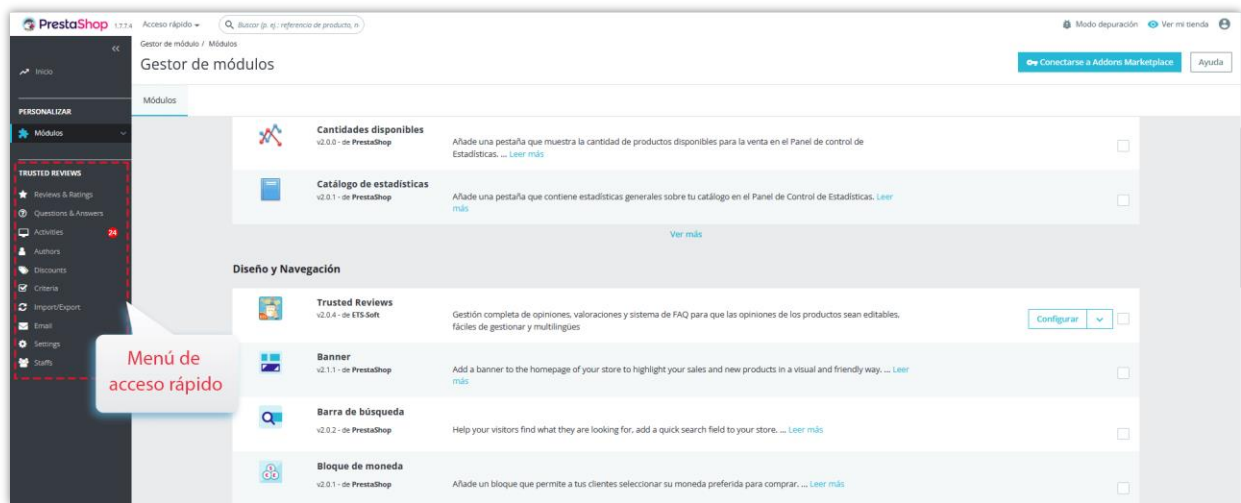 PrestaShop 1.7.7.4 Acceso rápido Buscar (p. ej.: referencia de producto, n Modo depuración Ver mi tienda
Gestor de módulo / Módulos
Gestor de módulos
Conectarse a Addons Marketplace Ayuda
Módulos
Inicio
PERSONALIZAR
Módulos
TRUSTED REVIEWS
Reviews & Ratings
Questions & Answers
Activities 24
Authors
Discounts
Criteria
Import/Export
Email
Settings
Staffs
Menú de
acceso rápido
Cantidades disponibles
v2.0.0 - de PrestaShop
Añade una pestaña que muestra la cantidad de productos disponibles para la venta en el Panel de control de
Estadísticas. ... Leer más
Catálogo de estadísticas
v2.0.1 - de PrestaShop
Añade una pestaña que contiene estadísticas generales sobre tu catálogo en el Panel de Control de Estadísticas. Leer
más
Ver más
Diseño y Navegación
Trusted Reviews
v2.0.4 - de ETS-Soft
Gestión completa de opiniones, valoraciones y sistema de FAQ para que las opiniones de los productos sean editables,
fáciles de gestionar y multilingües
Configurar
Banner
v2.1.1 - de PrestaShop
Add a banner to the homepage of your store to highlight your sales and new products in a visual and friendly way. ... Leer
más
Barra de búsqueda
v2.0.2 - de PrestaShop
Help your visitors find what they are looking for, add a quick search field to your store. ... Leer más
Bloque de moneda
v2.0.1 - de PrestaShop
Añade un bloque que permite a tus clientes seleccionar su moneda preferida para comprar. ... Leer más